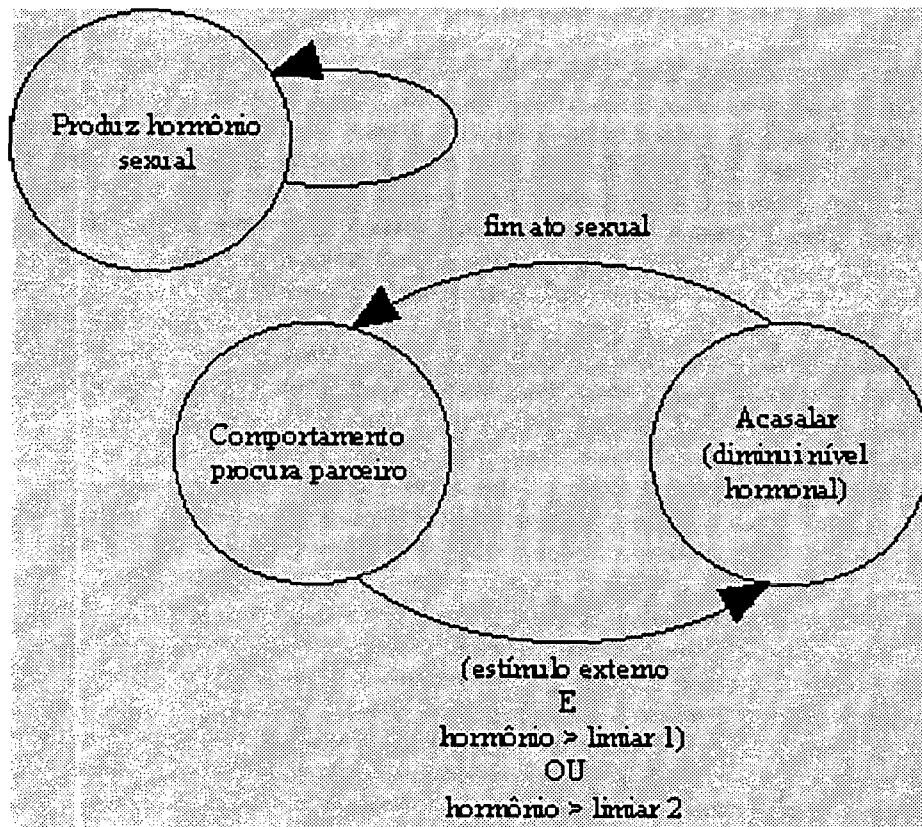 Produz hormônio
sexual
fim ato sexual
Comportamento
procura parceiro
Acasalar
(diminui nível
hormonal)
(estímulo externo
E
hormônio > limiar 1)
OU
hormônio > limiar 2